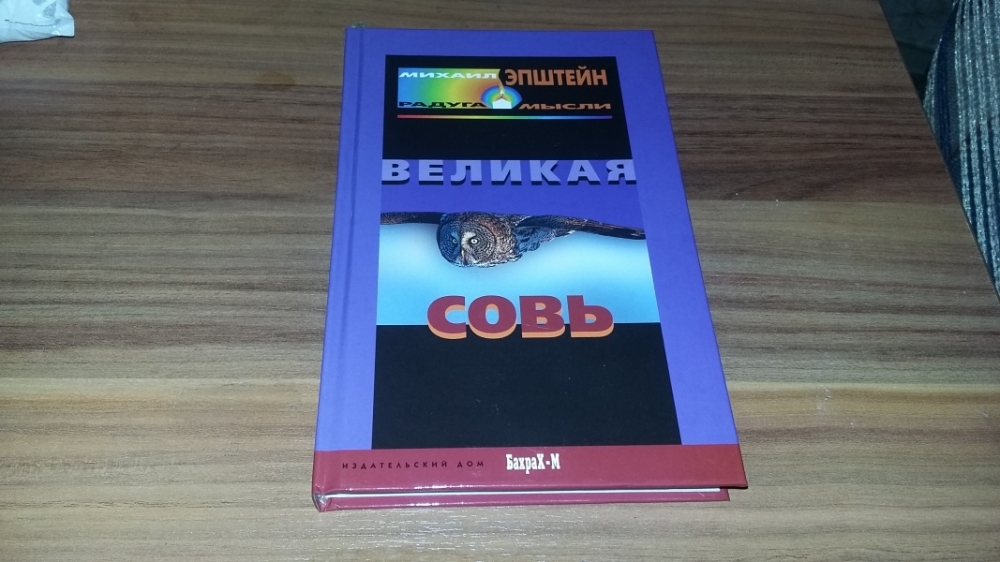 МИХАИЛ ЭПШТЕЙН
РАДУГА МЫСЛИ
ВЕЛИКАЯ
СОВЬ
ИЗДАТЕЛЬСКИЙ ДОМ БахраХ-М